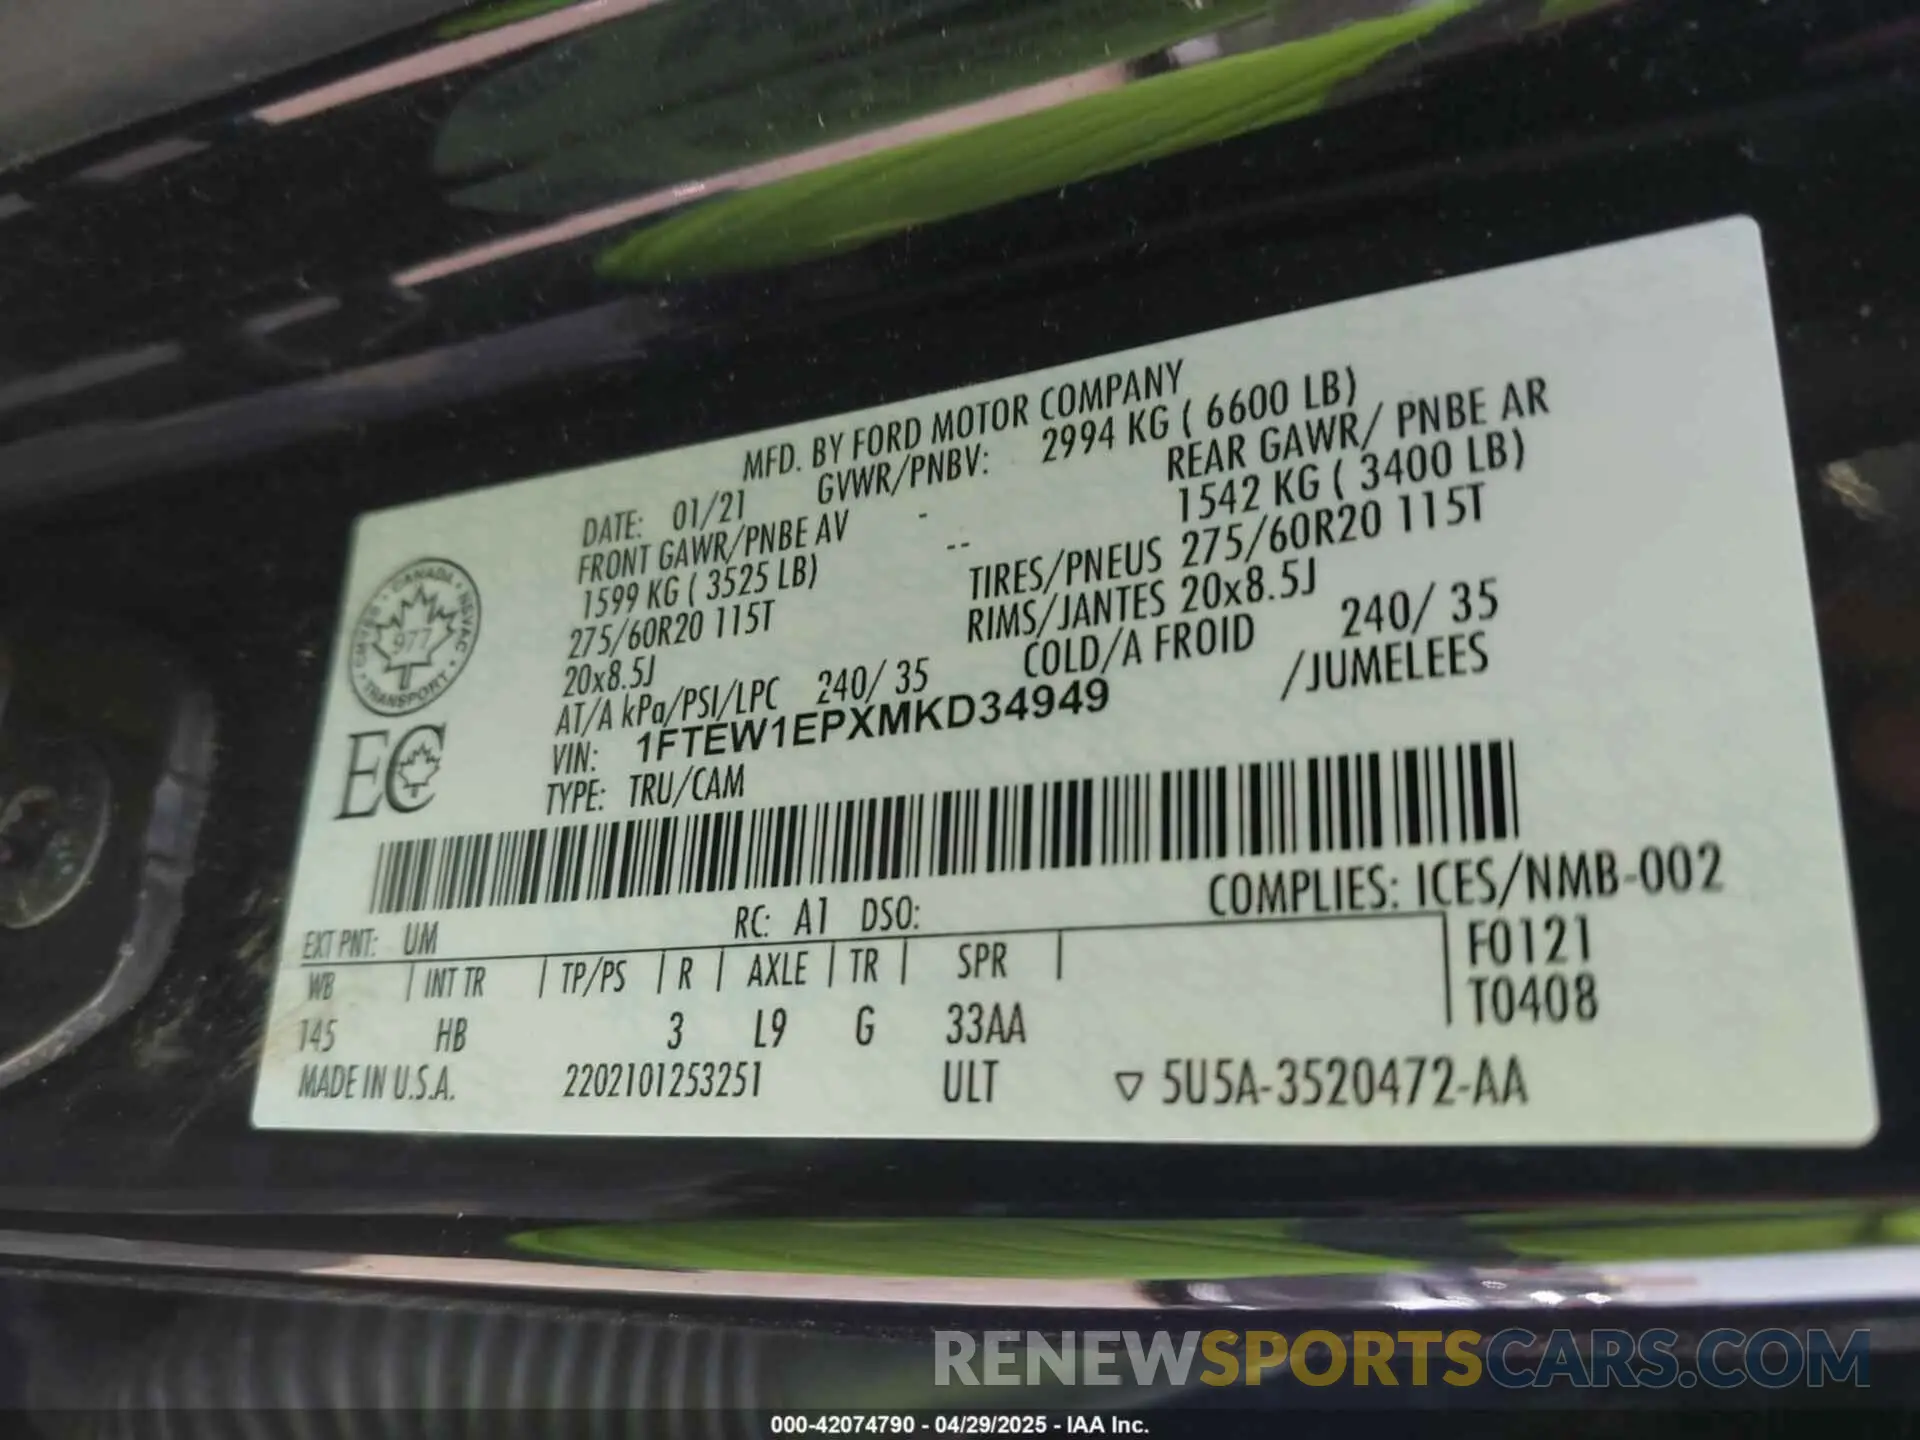 MFD. BY FORD MOTOR COMPANY
DATE: 01/21 GVWR/PNBV: 2994 KG ( 6600 LB)
FRONT GAWR/PNBE AV - REAR GAWR/ PNBE AR
1599 KG ( 3525 LB) -- 1542 KG ( 3400 LB)
275/60R20 115T TIRES/PNEUS 275/60R20 115T
20x8.5J RIMS/JANTES 20x8.5J
AT/A kPa/PSI/LPC 240/ 35 COLD/A FROID 240/ 35
VIN: 1FTEW1EPXMKD34949 /JUMELEES
TYPE: TRU/CAM
CANADA • NSVAC • TRANSPORT • CMVSS •
977
EC
COMPLIES: ICES/NMB-002
EXT PNT: UM RC: A1 DSO:
WB | INT TR | TP/PS | R | AXLE | TR | SPR | F0121
T0408
145 HB 3 L9 G 33AA
MADE IN U.S.A. 2202101253251 ULT ▽ 5U5A-3520472-AA
RENEWSPORTSCARS.COM
000-42074790 - 04/29/2025 - IAA Inc.